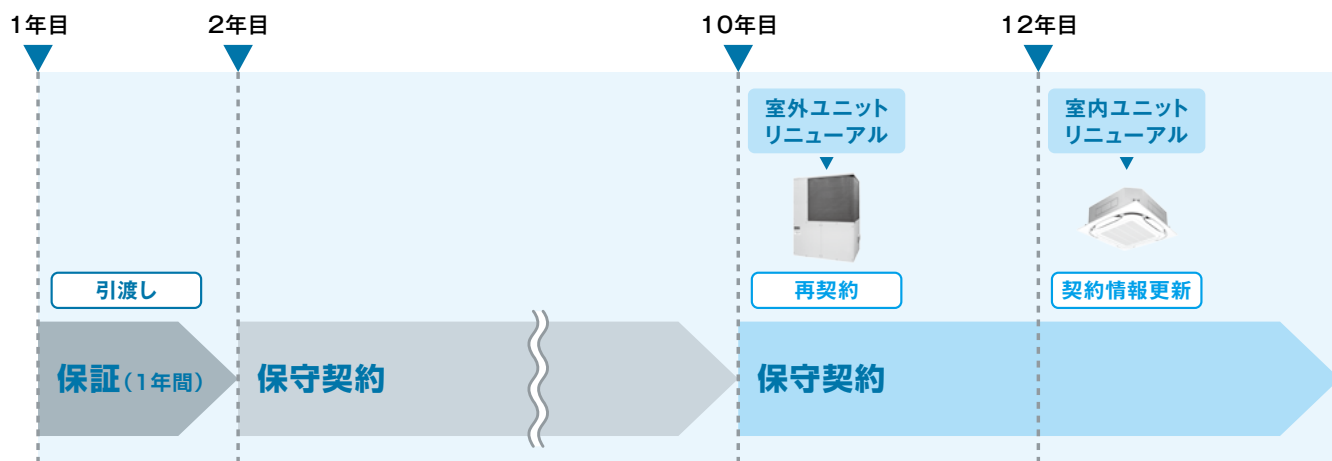 1年目
2年目
10年目
12年目
室外ユニット
リニューアル
室内ユニット
リニューアル
引渡し
再契約
契約情報更新
保証(1年間)
保守契約
保守契約